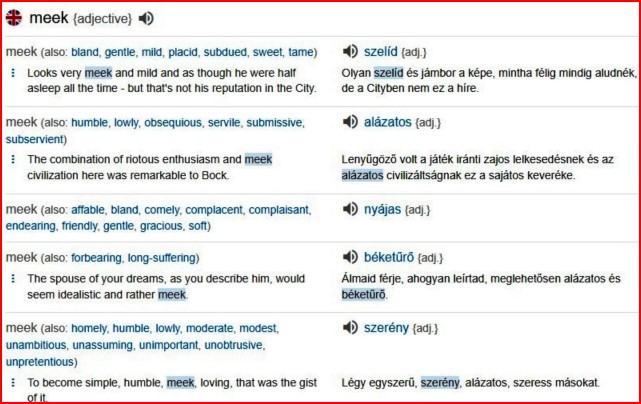 meek {adjective}
meek (also: bland, gentle, mild, placid, subdued, sweet, tame)
szelíd {adj.}
Looks very meek and mild and as though he were half
asleep all the time - but that's not his reputation in the City.
Olyan szelíd és jámbor a képe, mintha félig mindig aludnék,
de a Cityben nem ez a híre.
meek (also: humble, lowly, obsequious, servile, submissive,
subservient)
alázatos {adj.}
The combination of riotous enthusiasm and meek
civilization here was remarkable to Bock.
Lenyűgöző volt a játék iránti zajos lelkesedésnek és az
alázatos civilizáltságnak ez a sajátos keveréke.
meek (also: affable, bland, comely, complacent, complaisant,
endearing, friendly, gentle, gracious, soft)
nyájas {adj.}
meek (also: forbearing, long-suffering)
béketűrő {adj.}
The spouse of your dreams, as you describe him, would
seem idealistic and rather meek.
Álmaid férje, ahogyan leírtad, meglehetősen alázatos és
béketűrő.
meek (also: homely, humble, lowly, moderate, modest,
unambitious, unassuming, unimportant, unobtrusive,
unpretentious)
szerény {adj.}
To become simple, humble, meek, loving, that was the gist
of it.
Légy egyszerű, szerény, alázatos, szeress másokat.